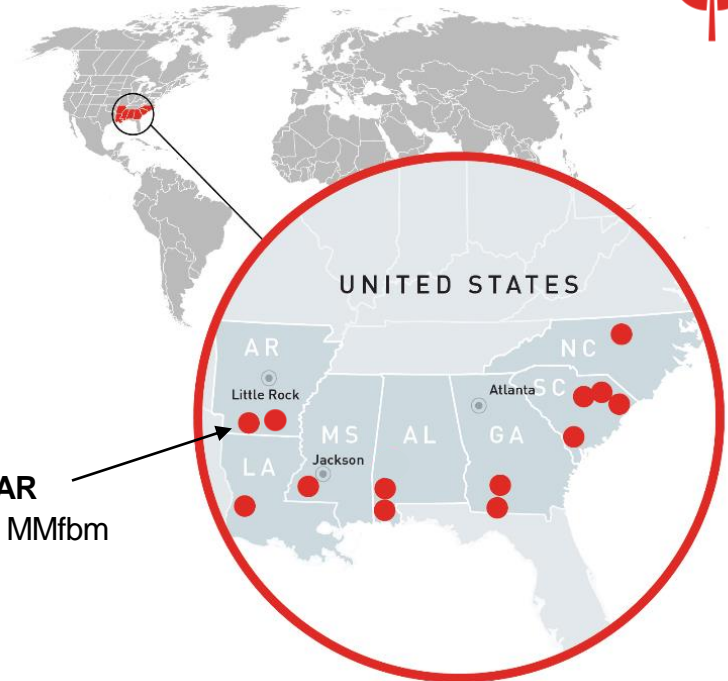 UNITED STATES
AR
NC
Little Rock
Atlanta
SC
MS
AL
GA
Jackson
LA
AR
MMfbm